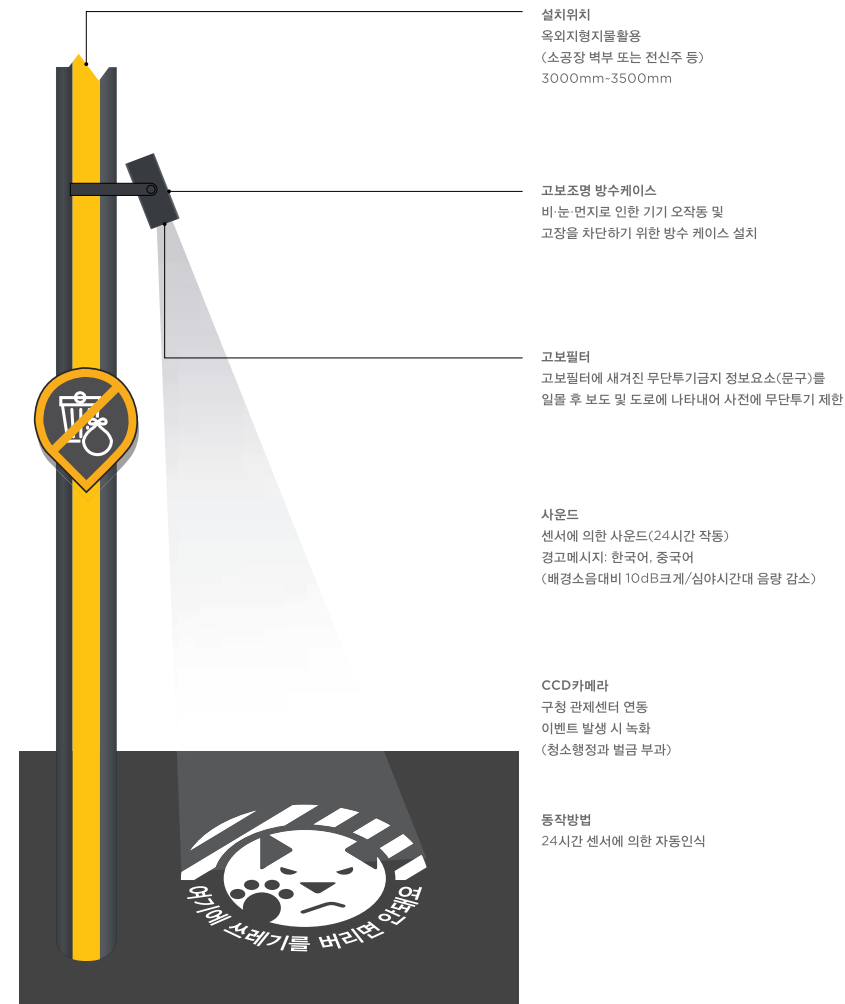 설치위치
옥외지형지물활용
(소공장 벽부 또는 전신주 등)
3000mm~3500mm
고보조명 방수케이스
비·눈·먼지로 인한 기기 오작동 및
고장을 차단하기 위한 방수 케이스 설치
고보필터
고보필터에 새겨진 무단투기금지 정보요소(문구)를
일몰 후 보도 및 도로에 나타내어 사전에 무단투기 제한
사운드
센서에 의한 사운드(24시간 작동)
경고메시지: 한국어, 중국어
(배경소음대비 10dB크게/심야시간대 음량 감소)
CCD카메라
구청 관제센터 연동
이벤트 발생 시 녹화
(청소행정과 벌금 부과)
동작방법
24시간 센서에 의한 자동인식
여기에 쓰레기를 버리면 안돼요